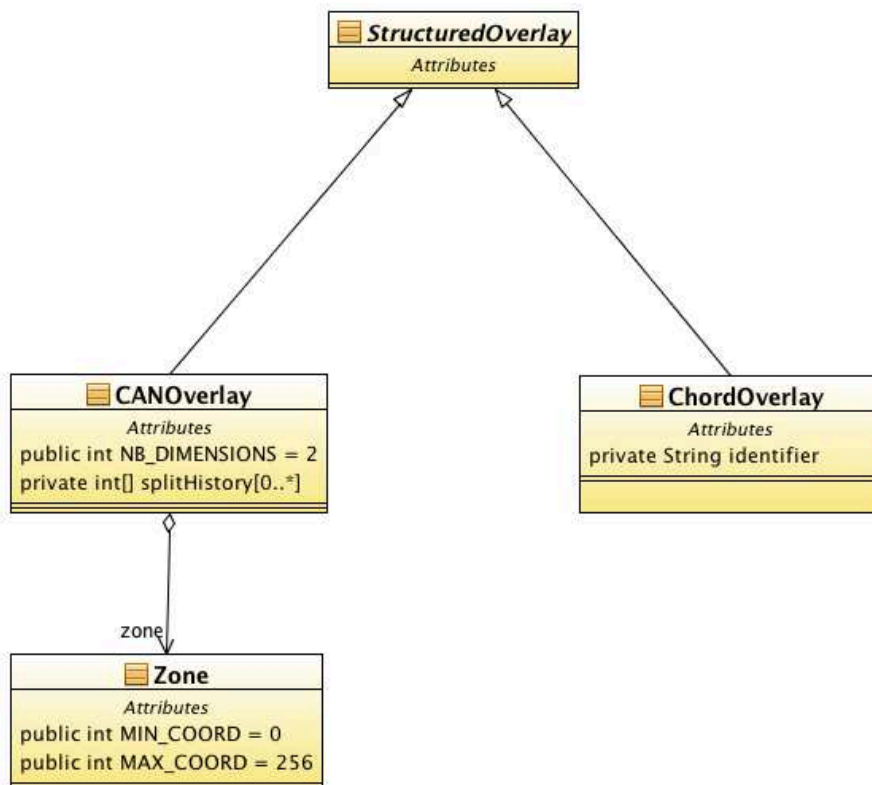 StructuredOverlay
Attributes
CANOverlay
Attributes
public int NB_DIMENSIONS = 2
private int[] splitHistory[0..*]
ChordOverlay
Attributes
private String identifier
zone
Zone
Attributes
public int MIN_COORD = 0
public int MAX_COORD = 256